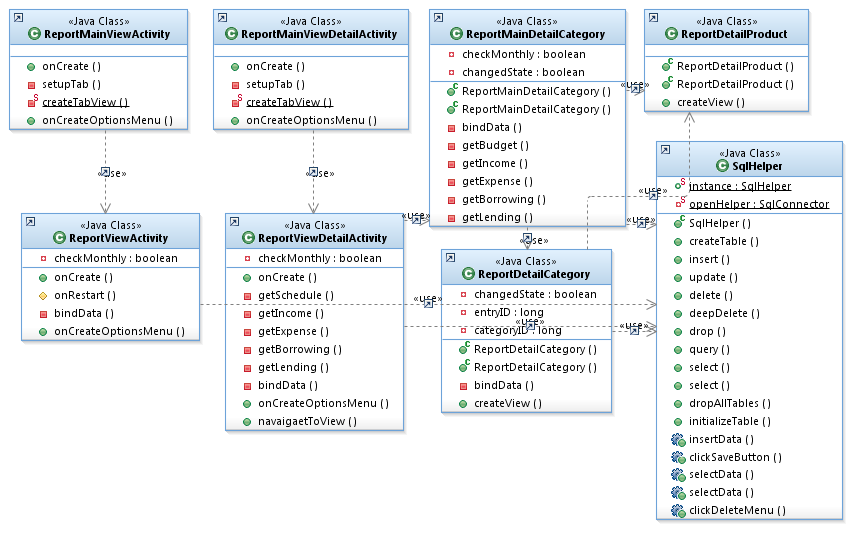 «Java Class»
ReportMainViewActivity
onCreate ( )
setupTab ( )
createTabView ( )
onCreateOptionsMenu ( )
«Java Class»
ReportMainViewDetailActivity
onCreate ( )
setupTab ( )
createTabView ( )
onCreateOptionsMenu ( )
«Java Class»
ReportMainDetailCategory
checkMonthly : boolean
changedState : boolean
ReportMainDetailCategory ( )
ReportMainDetailCategory ( )
bindData ( )
getBudget ( )
getIncome ( )
getExpense ( )
getBorrowing ( )
getLending ( )
«Java Class»
ReportDetailProduct
ReportDetailProduct ( )
ReportDetailProduct ( )
createView ( )
«use»
«use»
«use»
«use»
«use»
«use»
«use»
«use»
«use»
«use»
«Java Class»
ReportViewActivity
checkMonthly : boolean
onCreate ( )
onRestart ( )
bindData ( )
onCreateOptionsMenu ( )
«Java Class»
ReportViewDetailActivity
checkMonthly : boolean
onCreate ( )
getSchedule ( )
getIncome ( )
getExpense ( )
getBorrowing ( )
getLending ( )
bindData ( )
onCreateOptionsMenu ( )
navaigaetToView ( )
«Java Class»
ReportDetailCategory
changedState : boolean
entryID : long
categoryID : long
ReportDetailCategory ( )
ReportDetailCategory ( )
bindData ( )
createView ( )
«Java Class»
SqlHelper
instance : SqlHelper
openHelper : SqlConnector
SqlHelper ( )
createTable ( )
insert ( )
update ( )
delete ( )
deepDelete ( )
drop ( )
query ( )
select ( )
select ( )
dropAllTables ( )
initializeTable ( )
insertData ( )
clickSaveButton ( )
selectData ( )
selectData ( )
clickDeleteMenu ( )